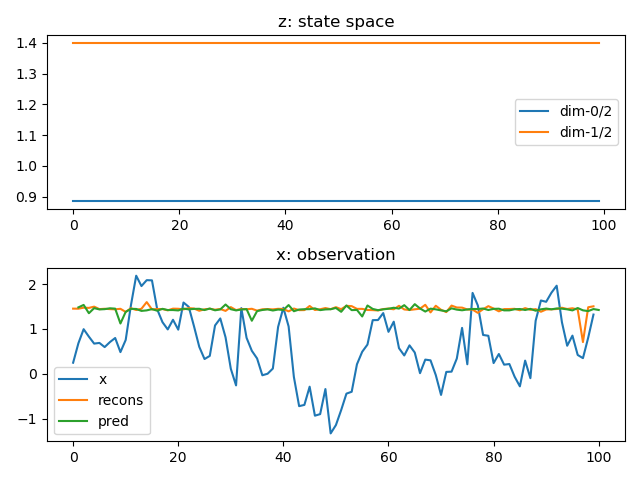 z: state space
1.4
1.3
1.2
1.1
1.0
0.9
dim-0/2
dim-1/2
0 20 40 60 80 100
x: observation
2
1
0
−1
x
recons
pred
0 20 40 60 80 100